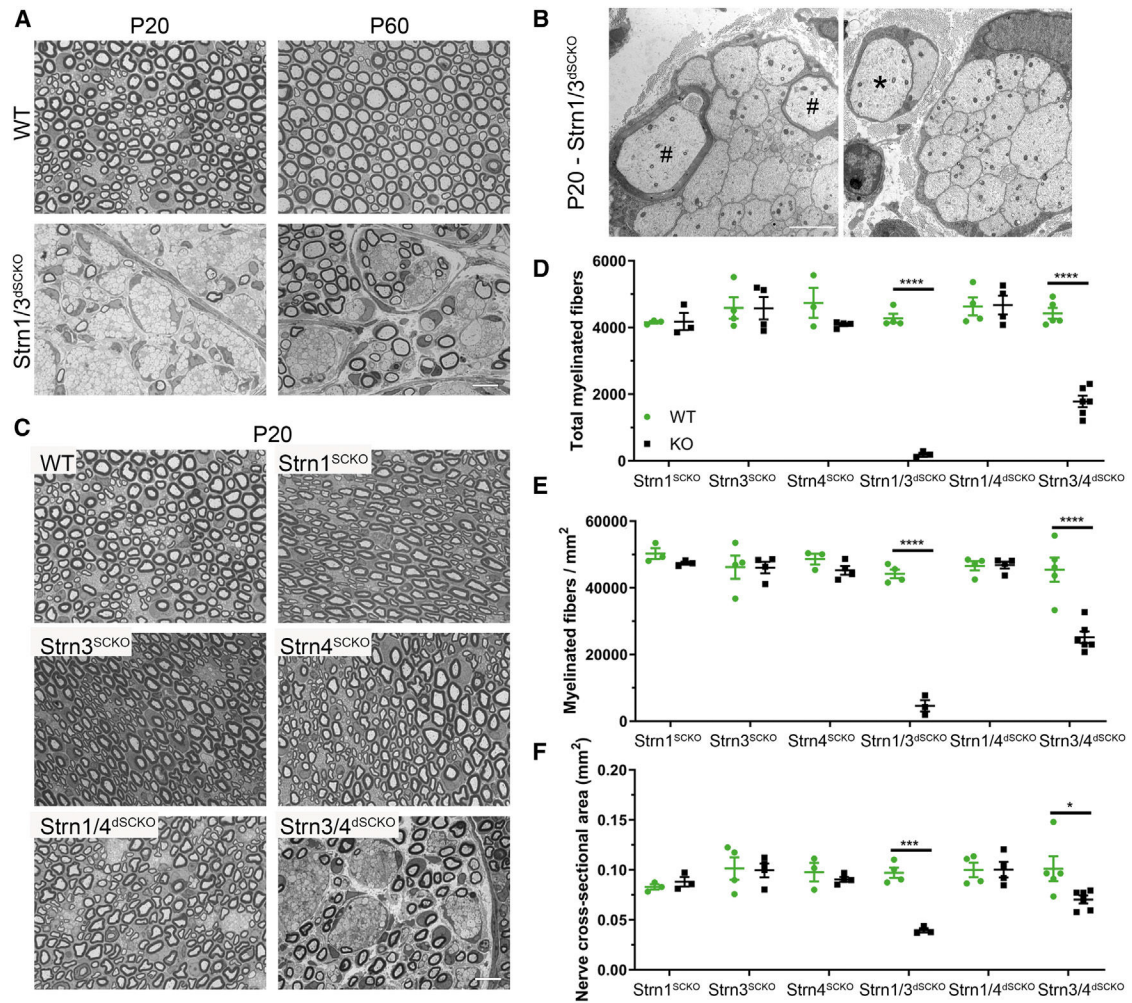 A
P20
P60
WT
Strn1/3dSCKO
B
P20 - Strn1/3dSCKO
#
#
*
C
P20
WT
Strn1SCKO
Strn3SCKO
Strn4SCKO
Strn1/4dSCKO
Strn3/4dSCKO
D
Total myelinated fibers
6000
4000
2000
0
****
****
WT
KO
Strn1SCKO Strn3SCKO Strn4SCKO Strn1/3dSCKO Strn1/4dSCKO Strn3/4dSCKO
E
Myelinated fibers / mm2
60000
40000
20000
0
****
****
Strn1SCKO Strn3SCKO Strn4SCKO Strn1/3dSCKO Strn1/4dSCKO Strn3/4dSCKO
F
Nerve cross-sectional area (mm2)
0.20
0.15
0.10
0.05
0.00
***
*
Strn1SCKO Strn3SCKO Strn4SCKO Strn1/3dSCKO Strn1/4dSCKO Strn3/4dSCKO